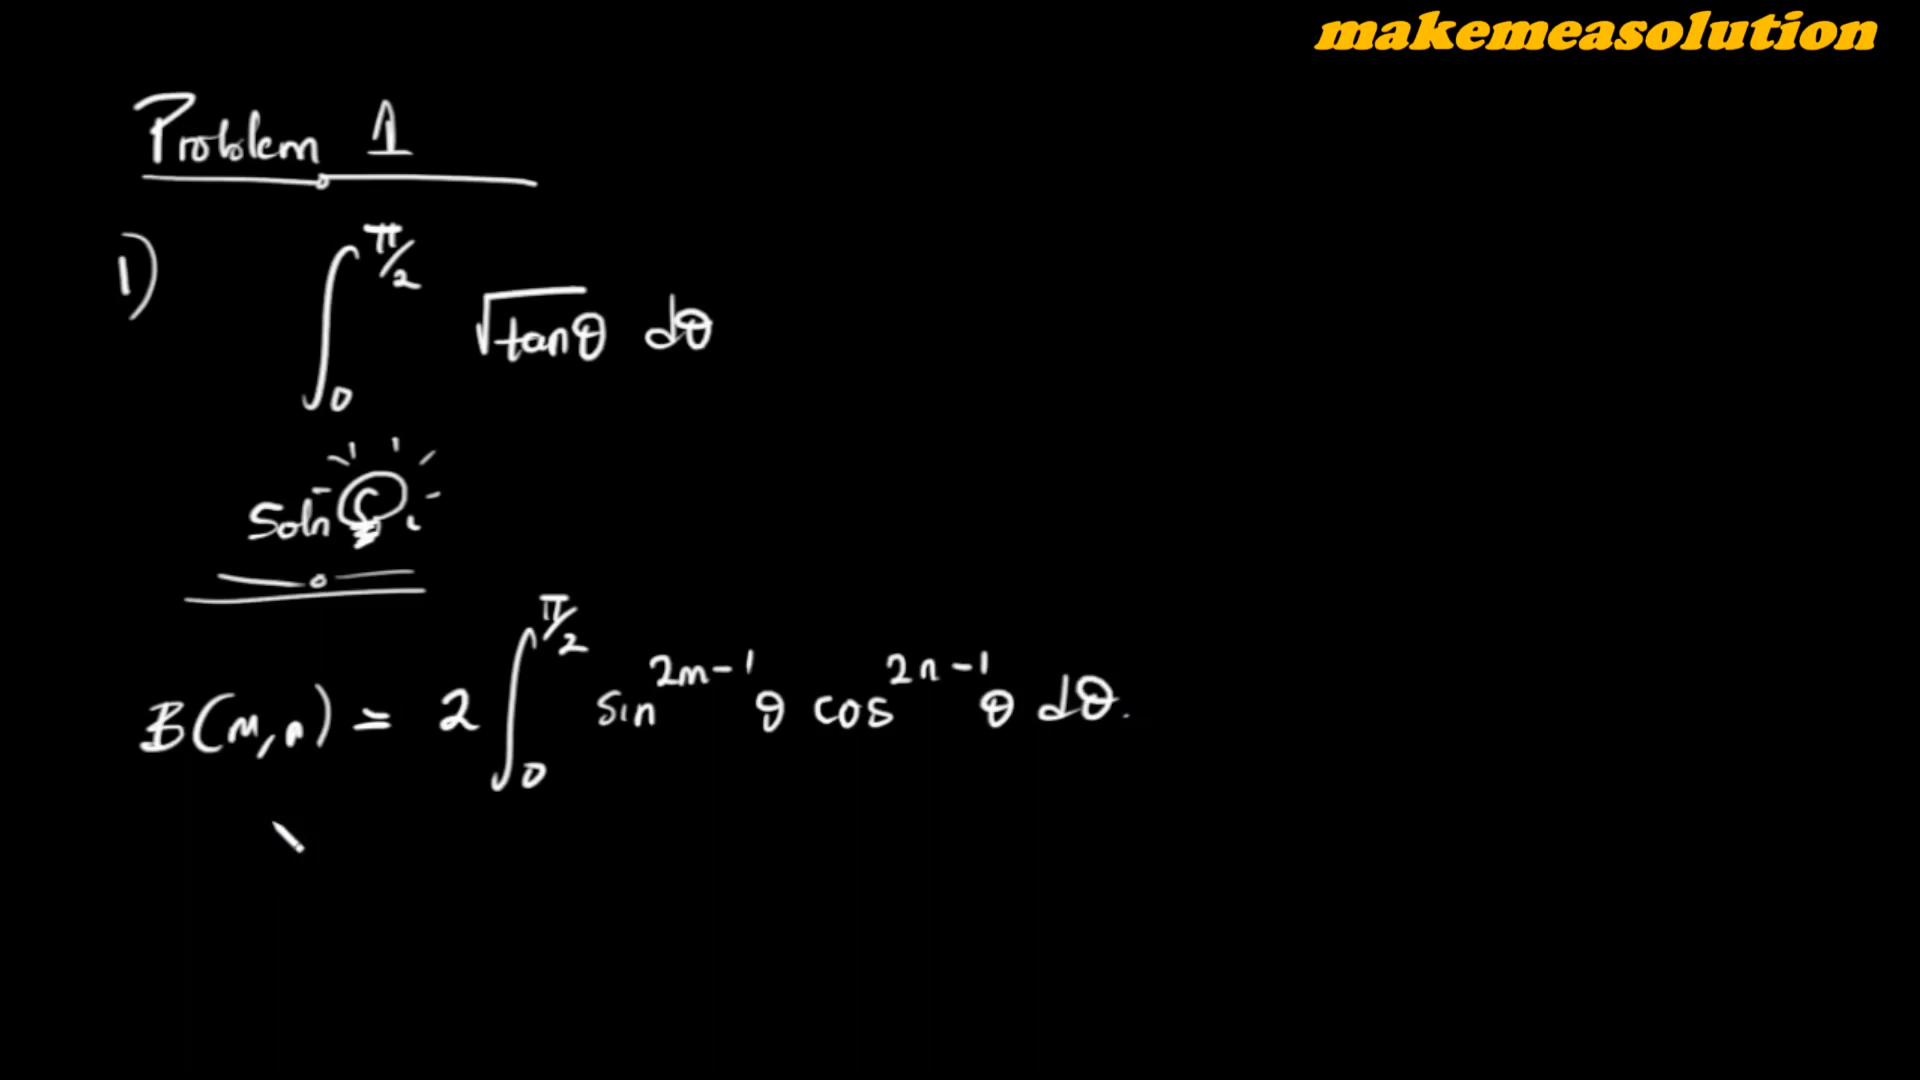 makemeasolution
Problem 1
1) ∫₀^{π/2} √tanθ dθ
Soln
B(m,n) = 2 ∫₀^{π/2} sin^{2m-1}θ cos^{2n-1}θ dθ.